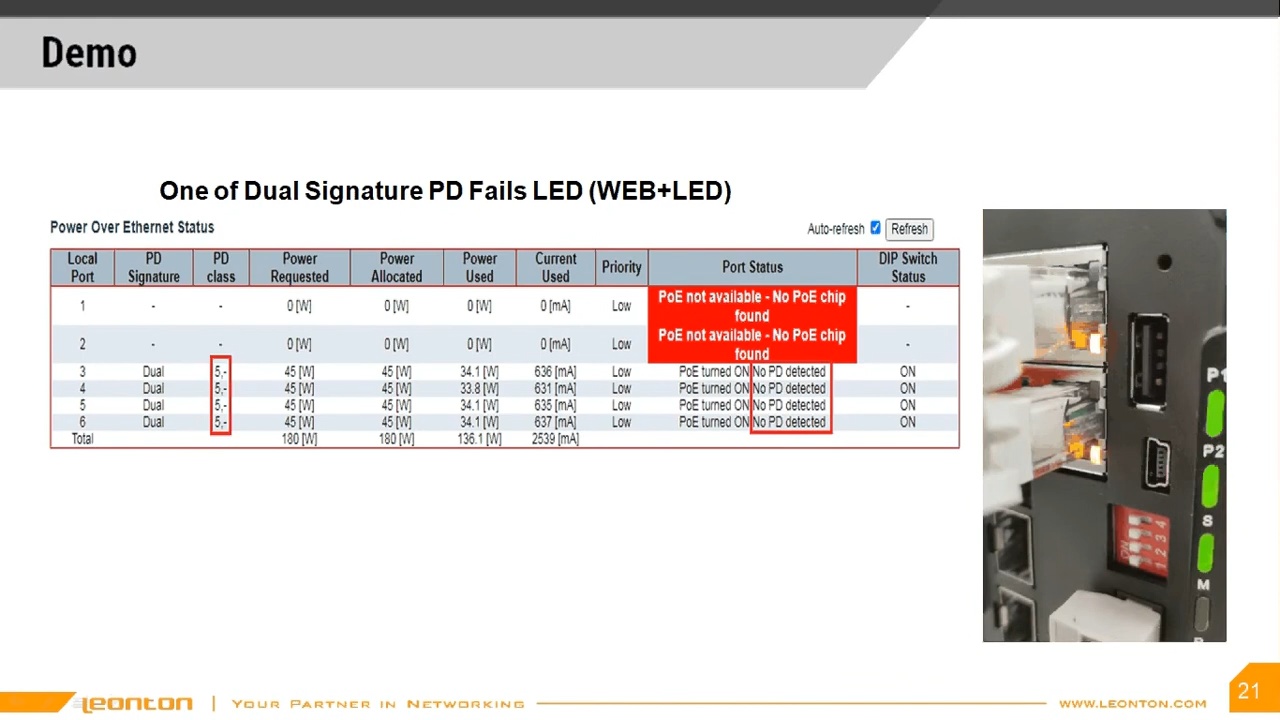 Demo
One of Dual Signature PD Fails LED (WEB+LED)
Power Over Ethernet Status
Auto-refresh Refresh
Local Port PD Signature PD class Power Requested Power Allocated Power Used Current Used Priority Port Status DIP Switch Status
1 - - 0 [W] 0 [W] 0 [W] 0 [mA] Low PoE not available - No PoE chip found -
2 - - 0 [W] 0 [W] 0 [W] 0 [mA] Low PoE not available - No PoE chip found -
3 Dual 5,- 45 [W] 45 [W] 34.1 [W] 636 [mA] Low PoE turned ON No PD detected ON
4 Dual 5,- 45 [W] 45 [W] 33.8 [W] 631 [mA] Low PoE turned ON No PD detected ON
5 Dual 5,- 45 [W] 45 [W] 34.1 [W] 635 [mA] Low PoE turned ON No PD detected ON
6 Dual 5,- 45 [W] 45 [W] 34.1 [W] 637 [mA] Low PoE turned ON No PD detected ON
Total 180 [W] 180 [W] 136.1 [W] 2539 [mA]
P1
P2
S
M
ON
1 2 3 4
Leonton | Your Partner in Networking
www.leonton.com
21